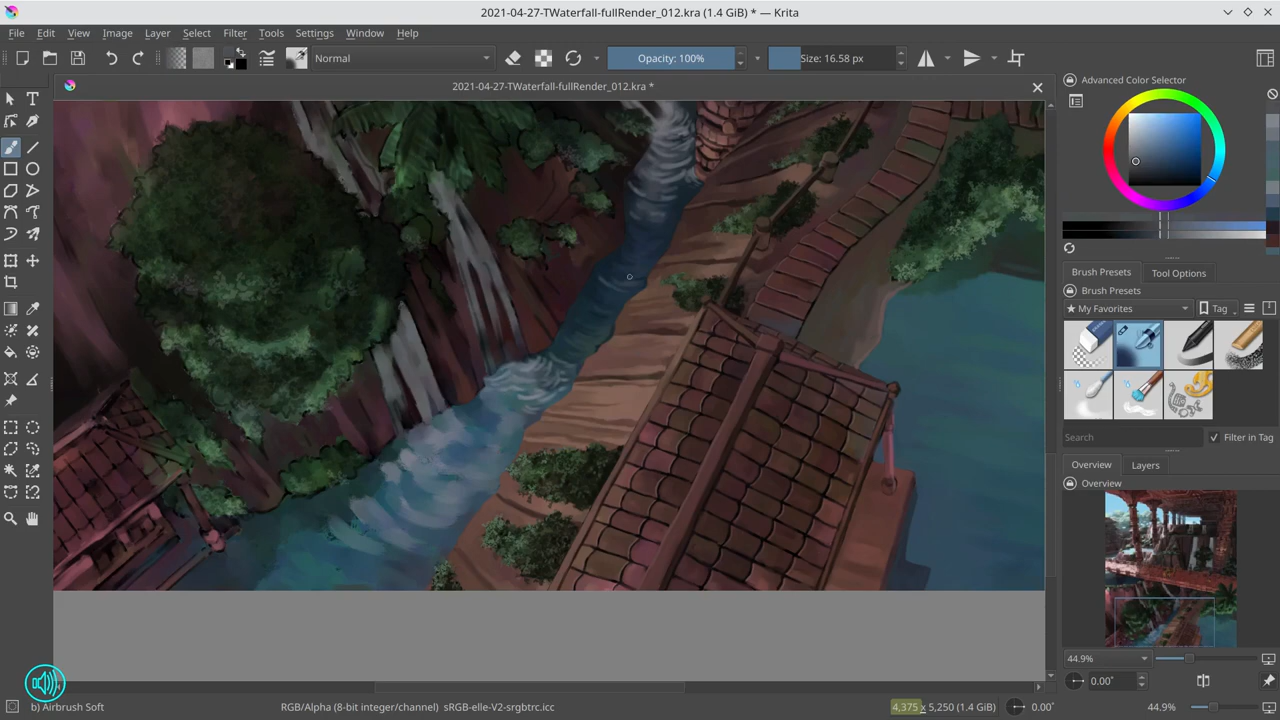 2021-04-27-TWaterfall-fullRender_012.kra (1.4 GiB) * — Krita
File Edit View Image Layer Select Filter Tools Settings Window Help
Normal Opacity: 100% Size: 16.58 px
2021-04-27-TWaterfall-fullRender_012.kra *
Advanced Color Selector
Brush Presets Tool Options
Brush Presets
My Favorites Tag
Search Filter in Tag
Overview Layers
Overview
44.9%
0.00°
b) Airbrush Soft RGB/Alpha (8-bit integer/channel) sRGB-elle-V2-srgbtrc.icc 4,375 x 5,250 (1.4 GiB) 0.00° 44.9%